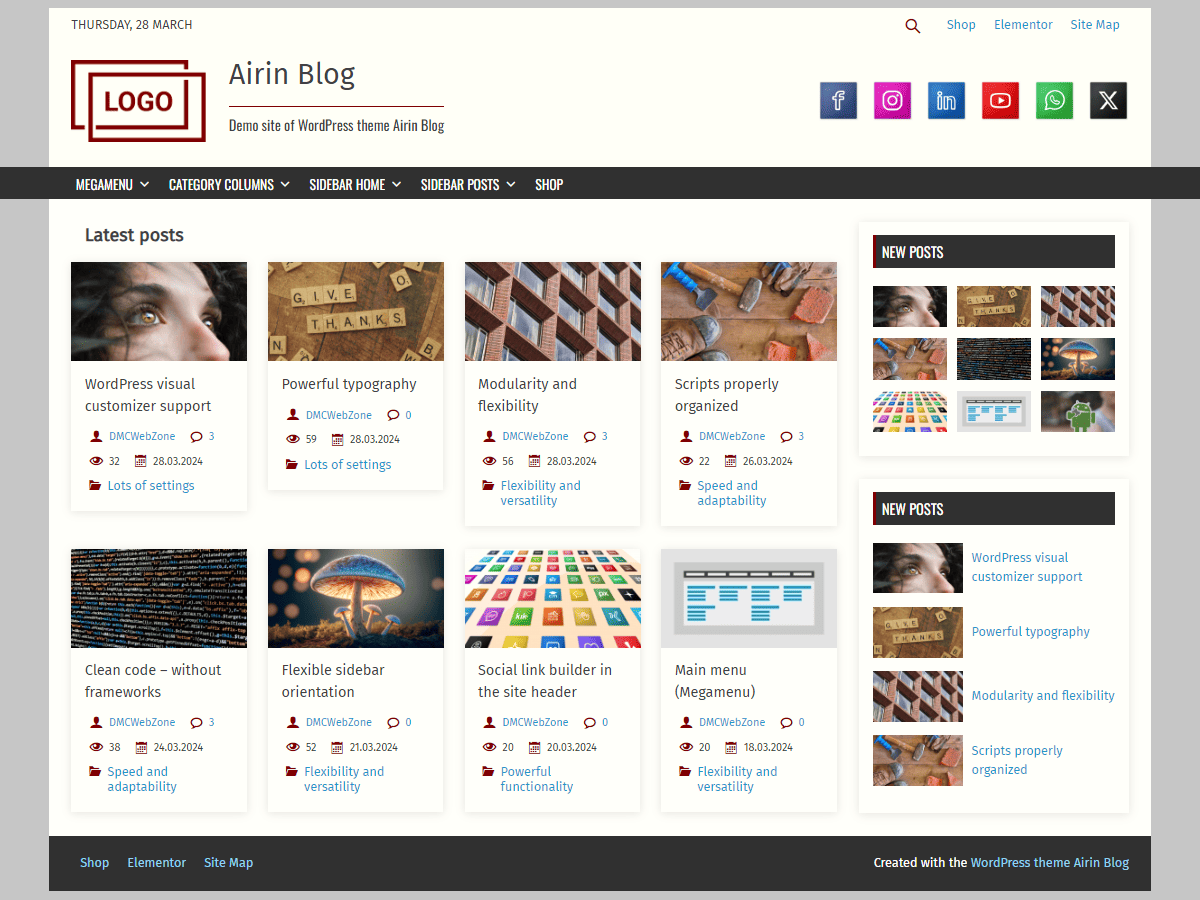 THURSDAY, 28 MARCH
Shop Elementor Site Map
LOGO
Airin Blog
Demo site of WordPress theme Airin Blog
MEGAMENU CATEGORY COLUMNS SIDEBAR HOME SIDEBAR POSTS SHOP
Latest posts
GIVE
THANKS
WordPress visual
customizer support
DMCWebZone 3
32 28.03.2024
Lots of settings
Powerful typography
DMCWebZone 0
59 28.03.2024
Lots of settings
Modularity and
flexibility
DMCWebZone 3
56 28.03.2024
Flexibility and
versatility
Scripts properly
organized
DMCWebZone 3
22 26.03.2024
Speed and
adaptability
Clean code – without
frameworks
DMCWebZone 3
38 24.03.2024
Speed and
adaptability
Flexible sidebar
orientation
DMCWebZone 0
52 21.03.2024
Flexibility and
versatility
Social link builder in
the site header
DMCWebZone 0
20 20.03.2024
Powerful
functionality
Main menu
(Megamenu)
DMCWebZone 0
20 18.03.2024
Flexibility and
versatility
NEW POSTS
GIVE
THANKS
NEW POSTS
WordPress visual
customizer support
GIVE
THANKS
Powerful typography
Modularity and flexibility
Scripts properly
organized
Shop Elementor Site Map
Created with the WordPress theme Airin Blog